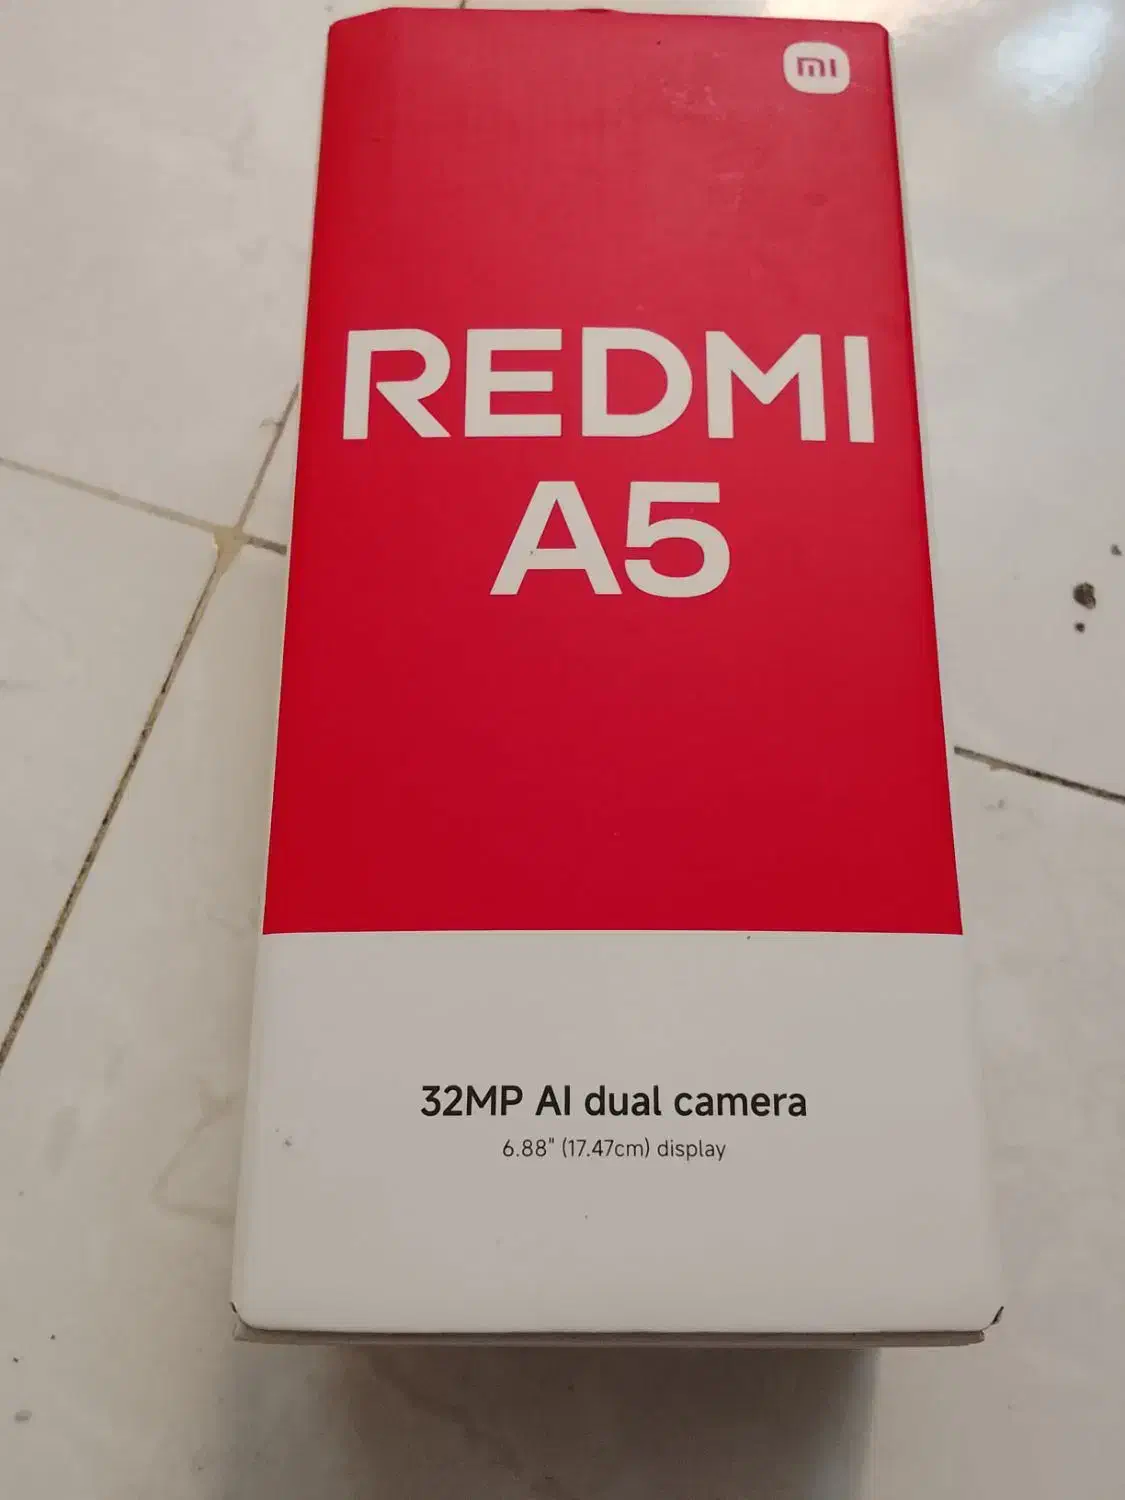 mi
REDMI
A5
32MP AI dual camera
6.88" (17.47cm) display